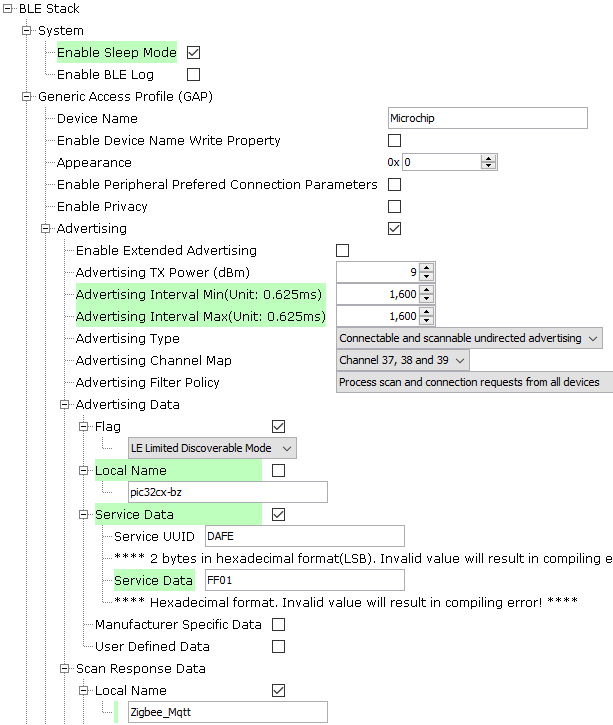 BLE Stack
System
Enable Sleep Mode
Enable BLE Log
Generic Access Profile (GAP)
Device Name Microchip
Enable Device Name Write Property
Appearance 0x 0
Enable Peripheral Prefered Connection Parameters
Enable Privacy
Advertising
Enable Extended Advertising
Advertising TX Power (dBm) 9
Advertising Interval Min(Unit: 0.625ms) 1,600
Advertising Interval Max(Unit: 0.625ms) 1,600
Advertising Type Connectable and scannable undirected advertising
Advertising Channel Map Channel 37, 38 and 39
Advertising Filter Policy Process scan and connection requests from all devices
Advertising Data
Flag
LE Limited Discoverable Mode
Local Name
pic32cx-bz
Service Data
Service UUID DAFE
**** 2 bytes in hexadecimal format(LSB). Invalid value will result in compiling e
Service Data FF01
**** Hexadecimal format. Invalid value will result in compiling error! ****
Manufacturer Specific Data
User Defined Data
Scan Response Data
Local Name
Zigbee_Mqtt